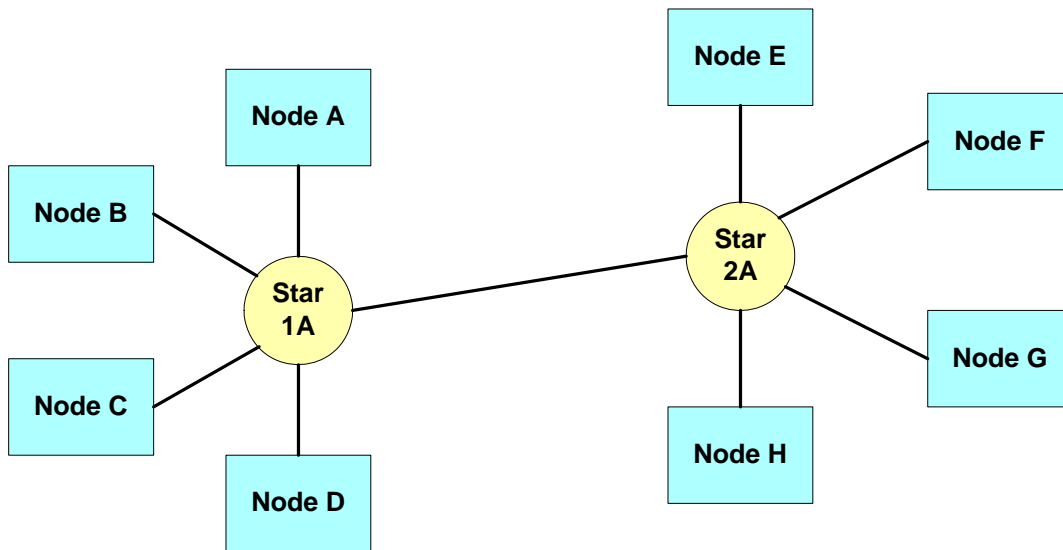 Node E
Node A
Node F
Node B
Star
2A
Star
1A
Node G
Node C
Node H
Node D